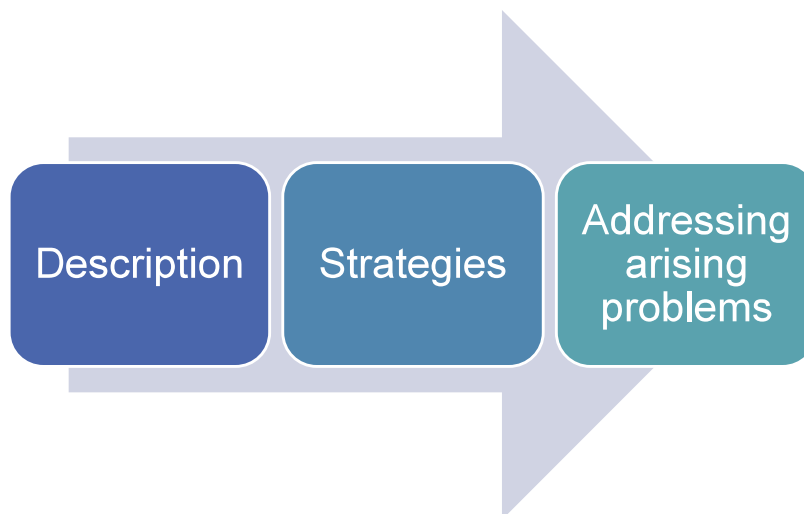 Description
Strategies
Addressing
arising
problems